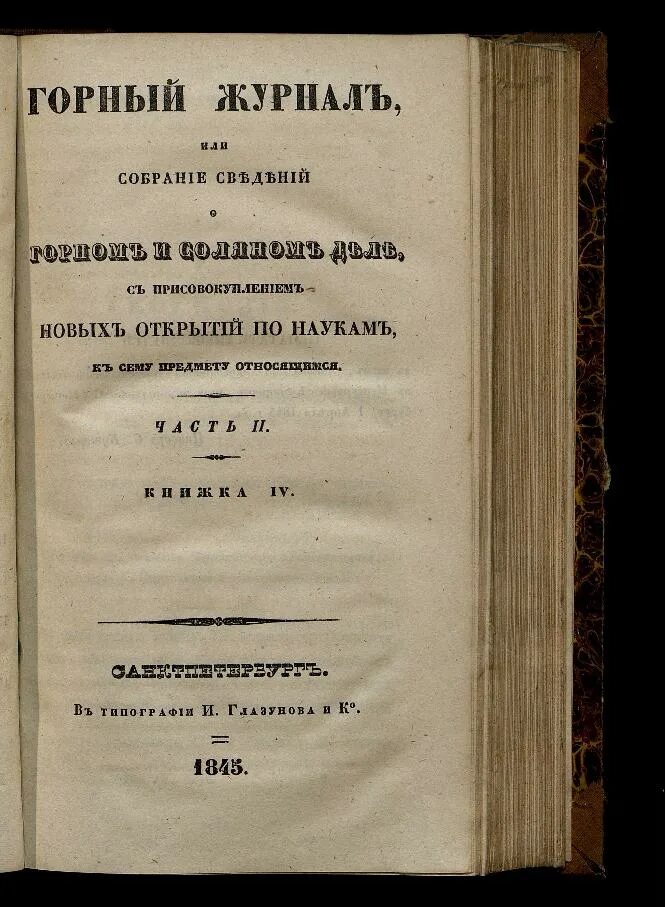 ГОРНЫЙ ЖУРНАЛЪ,
ИЛИ
СОБРАНІЕ СВѢДѢНІЙ
О
ГОРНОМЪ И СОЛЯНОМЪ ДѢЛѢ,
СЪ ПРИСОВОКУПЛЕНІЕМЪ
НОВЫХЪ ОТКРЫТІЙ ПО НАУКАМЪ,
КЪ СЕМУ ПРЕДМЕТУ ОТНОСЯЩИМСЯ.
ЧАСТЬ II.
КНИЖКА IV.
САНКТПЕТЕРБУРГЪ.
Въ типографіи И. Глазунова и Кº.
1845.